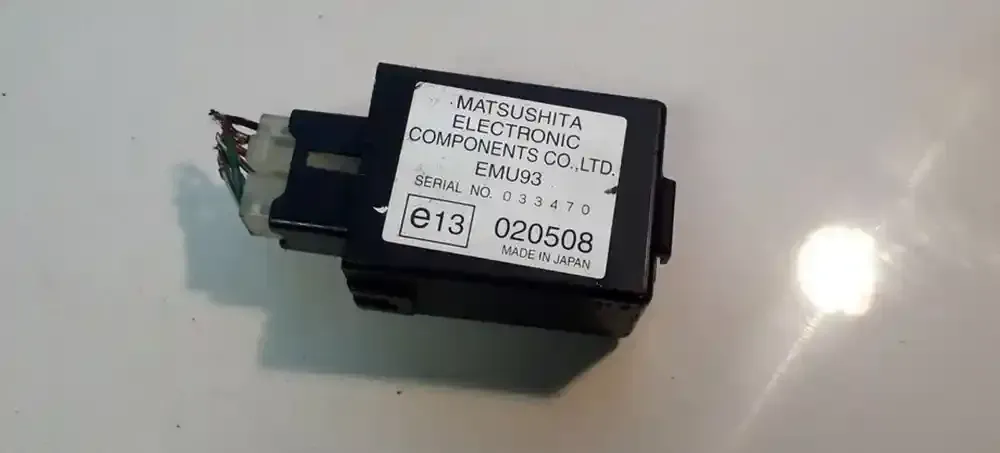 MATSUSHITA
ELECTRONIC
COMPONENTS CO.,LTD.
EMU93
SERIAL NO. 033470
e13 020508
MADE IN JAPAN